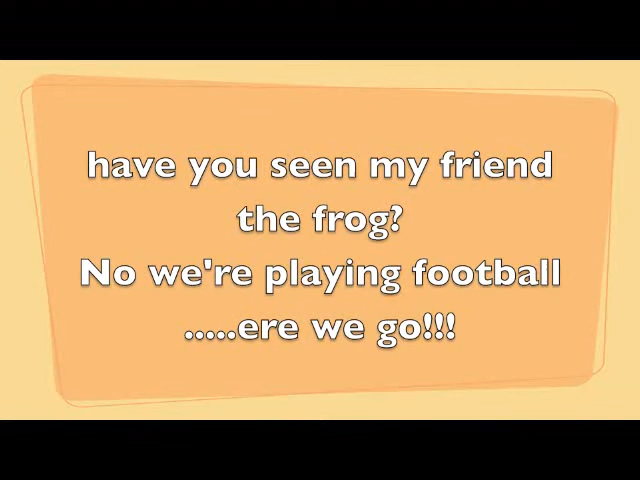 have you seen my friend
the frog?
No we're playing football
.....ere we go!!!